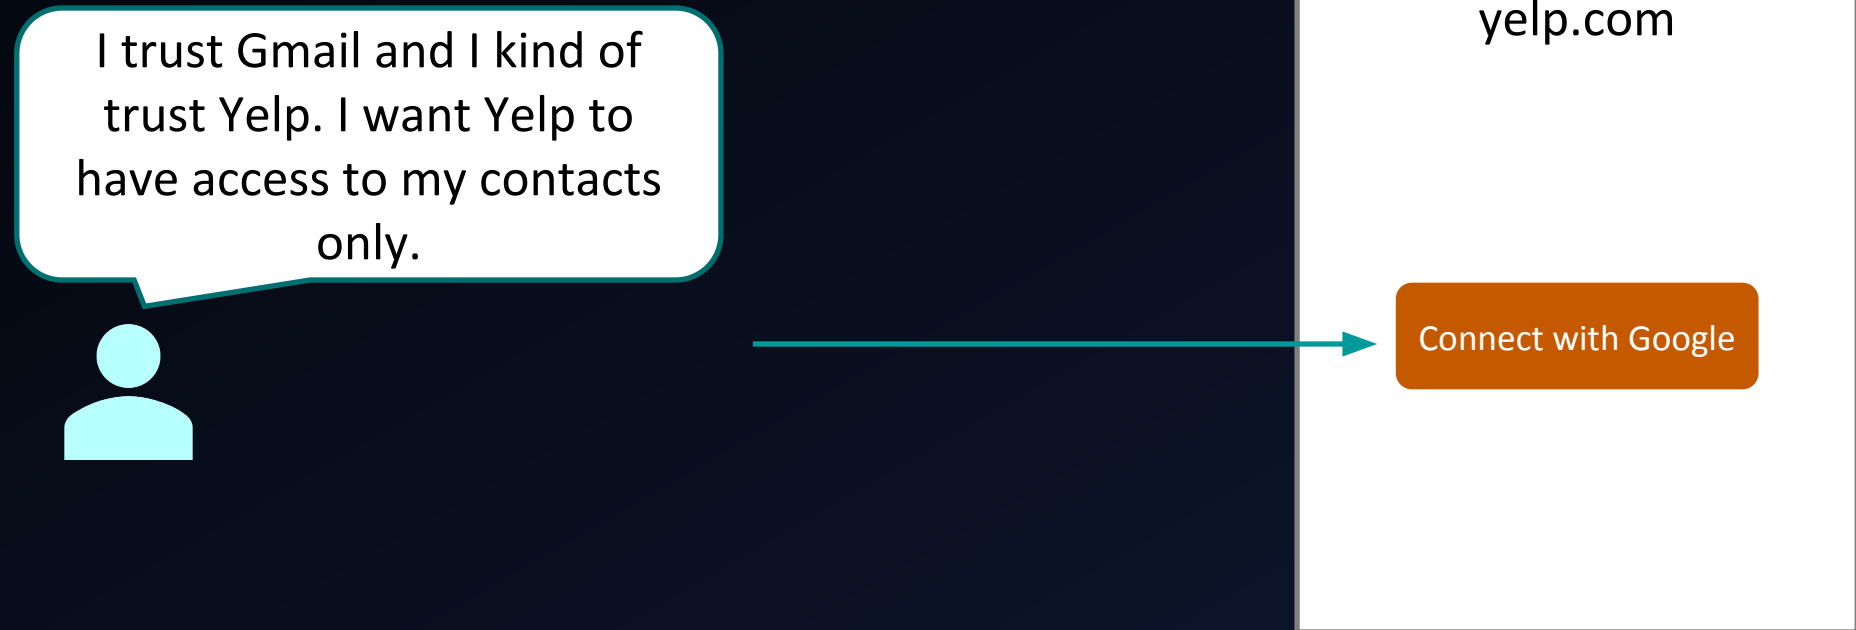 I trust Gmail and I kind of
trust Yelp. I want Yelp to
have access to my contacts
only.
yelp.com
Connect with Google